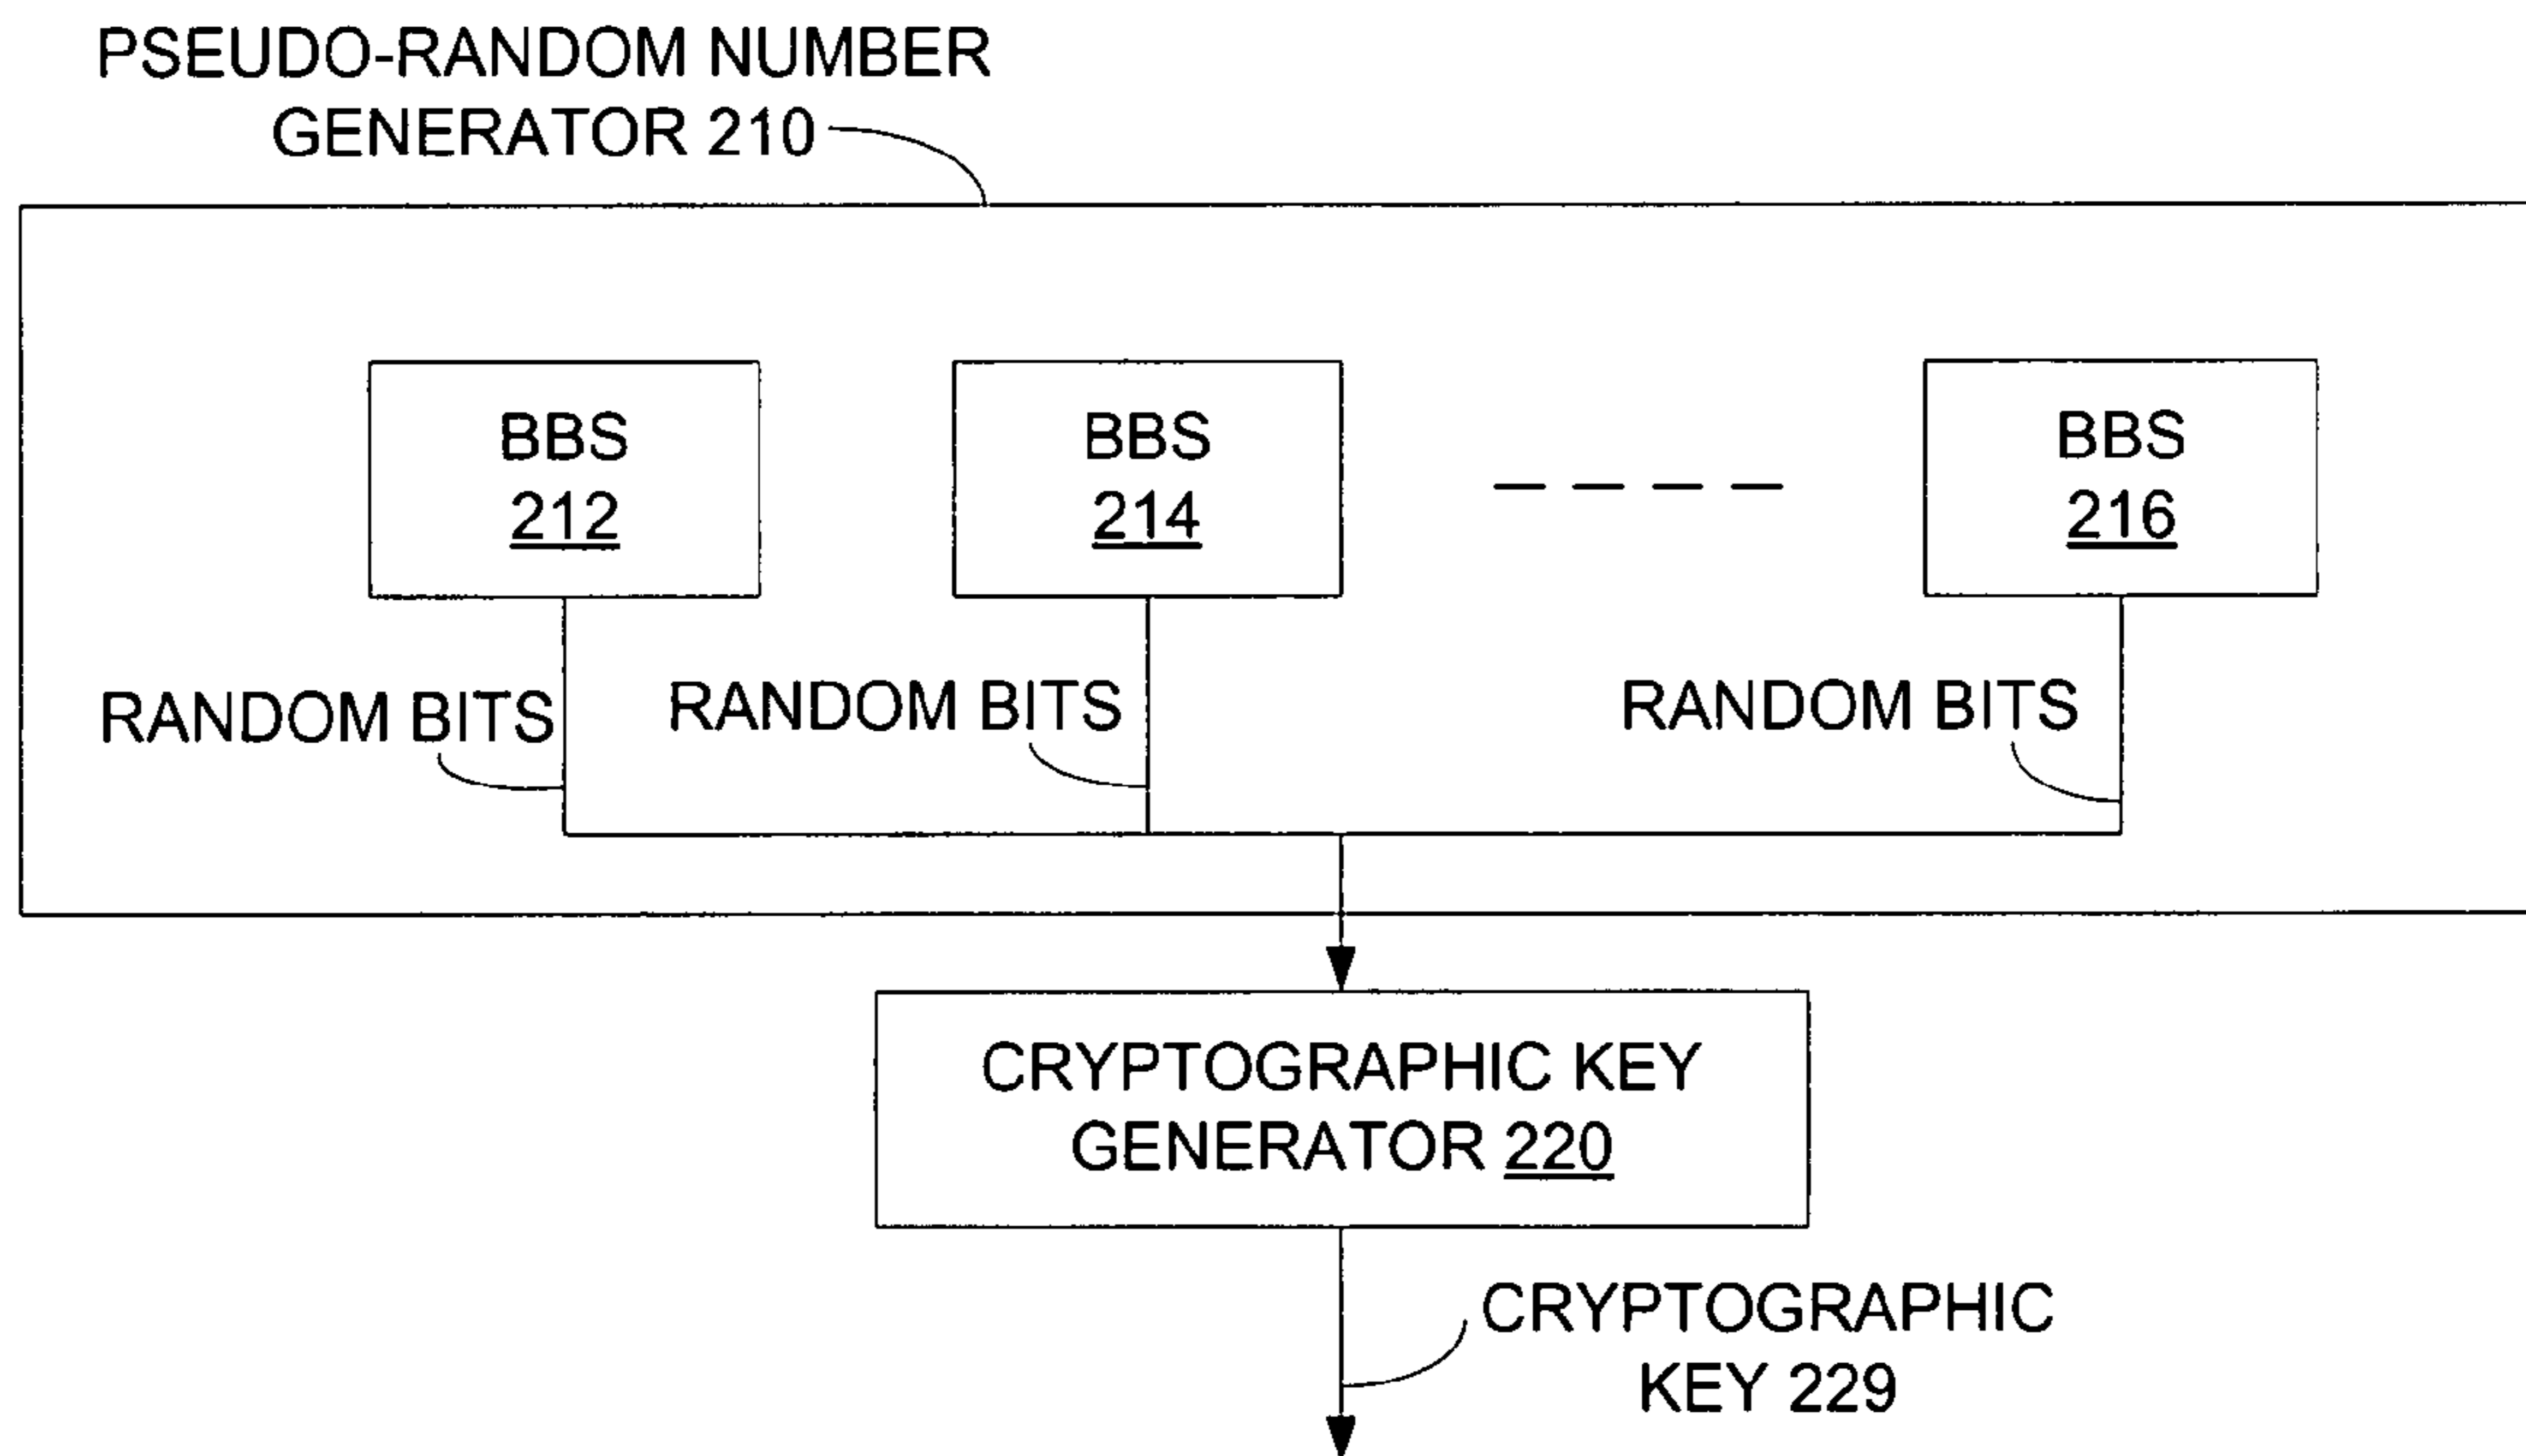 PSEUDO-RANDOM NUMBER
GENERATOR 210
BBS
212
BBS
214
BBS
216
RANDOM BITS
RANDOM BITS
RANDOM BITS
CRYPTOGRAPHIC KEY
GENERATOR 220
CRYPTOGRAPHIC
KEY 229